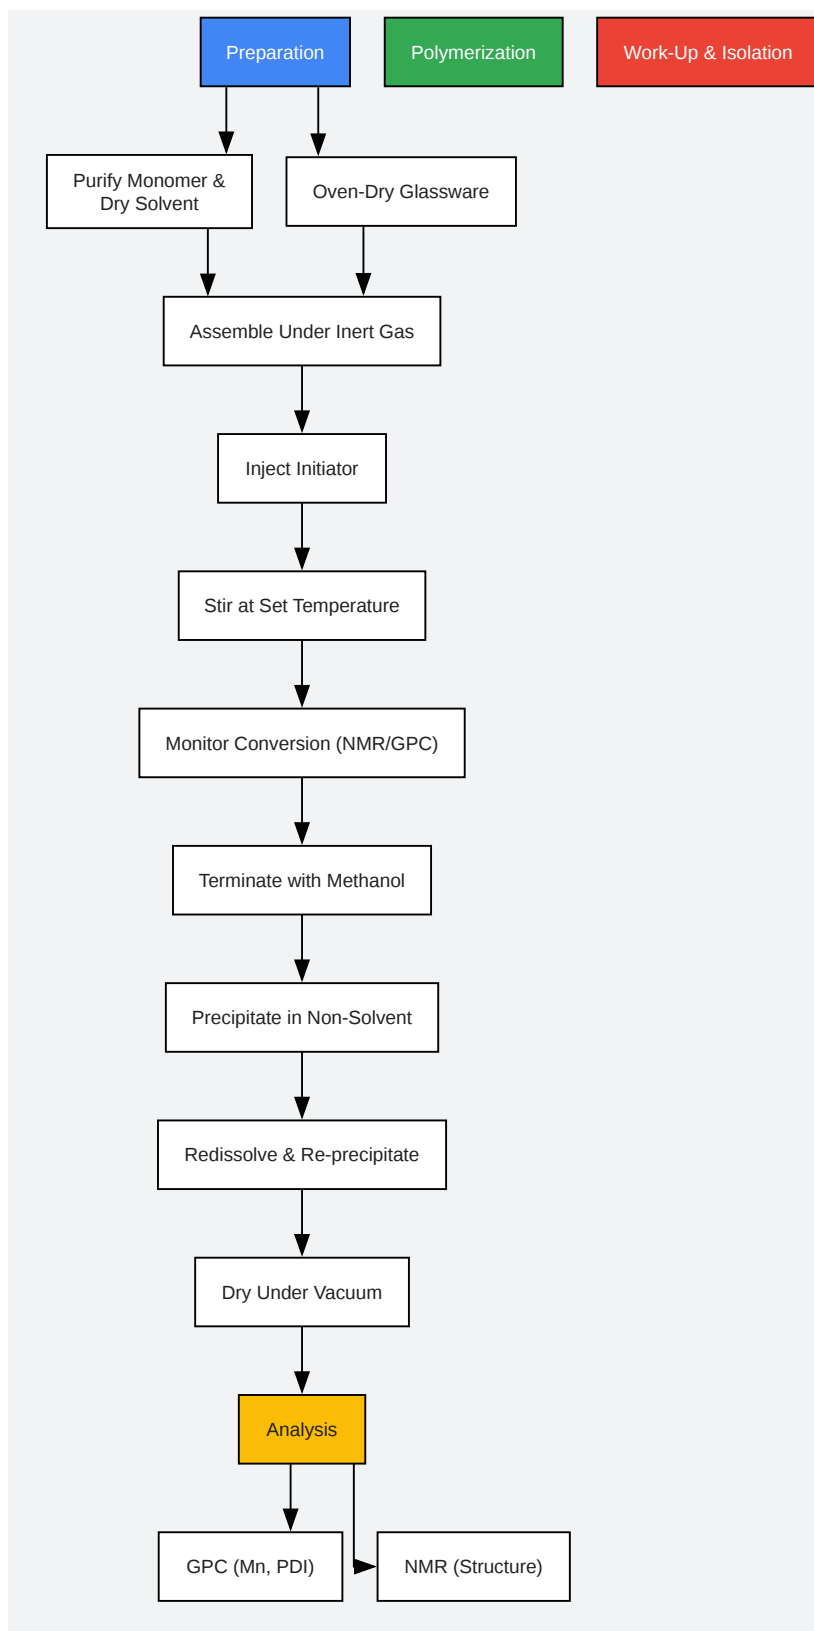 Preparation
Polymerization
Work-Up & Isolation
Purify Monomer &
Dry Solvent
Oven-Dry Glassware
Assemble Under Inert Gas
Inject Initiator
Stir at Set Temperature
Monitor Conversion (NMR/GPC)
Terminate with Methanol
Precipitate in Non-Solvent
Redissolve & Re-precipitate
Dry Under Vacuum
Analysis
GPC (Mn, PDI)
NMR (Structure)